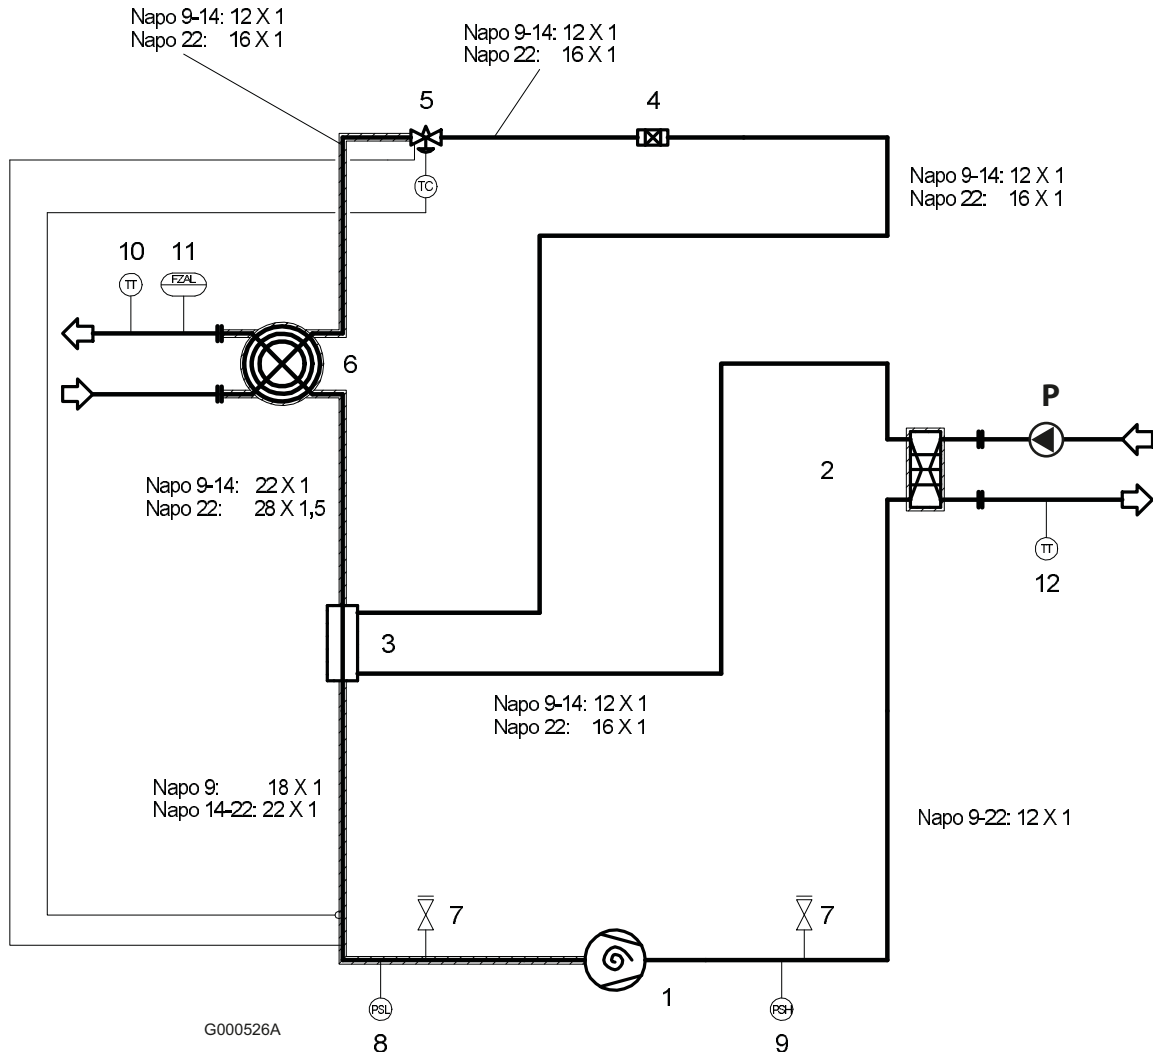 Napo 9-14: 12 X 1
Napo 22: 16 X 1
Napo 9-14: 12 X 1
Napo 22: 16 X 1
5
4
TC
Napo 9-14: 12 X 1
Napo 22: 16 X 1
10
11
TT
FZAL
6
P
2
Napo 9-14: 22 X 1
Napo 22: 28 X 1,5
TT
12
3
Napo 9-14: 12 X 1
Napo 22: 16 X 1
Napo 9: 18 X 1
Napo 14-22: 22 X 1
Napo 9-22: 12 X 1
7
7
1
PSL
PSH
G000526A
8
9